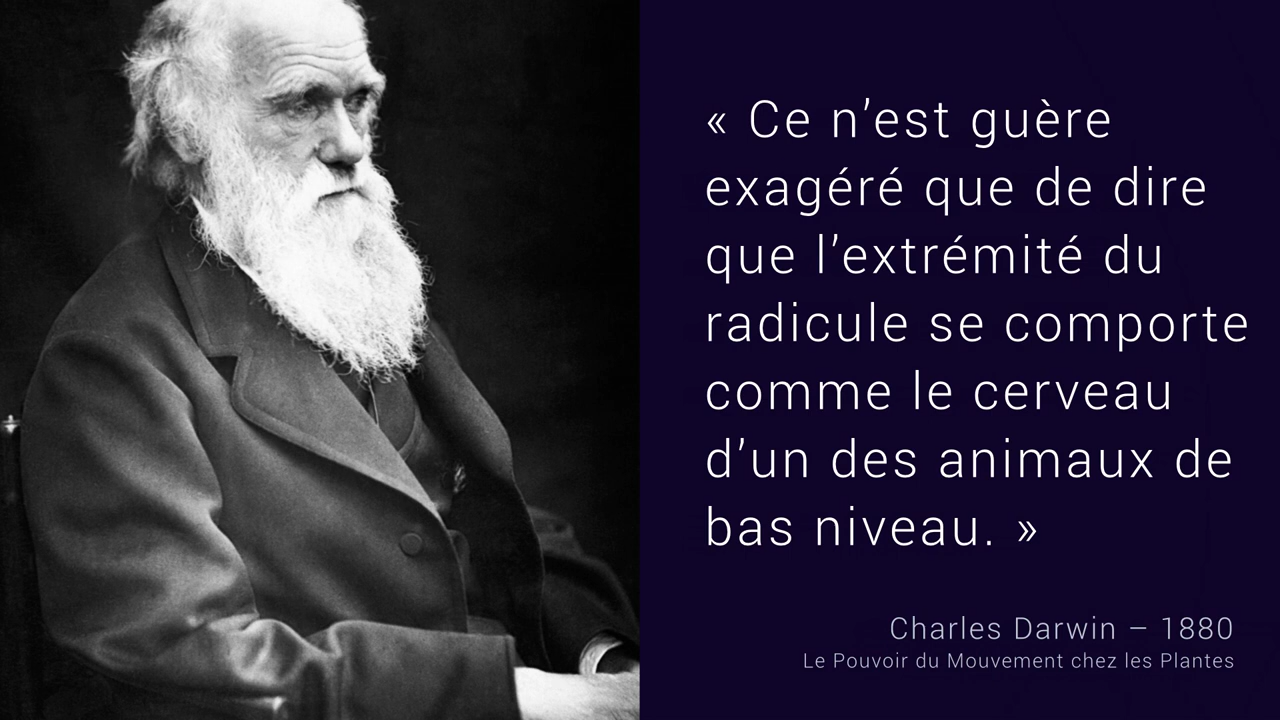 « Ce n’est guère
exagéré que de dire
que l’extrémité du
radicule se comporte
comme le cerveau
d’un des animaux de
bas niveau. »
Charles Darwin – 1880
Le Pouvoir du Mouvement chez les Plantes